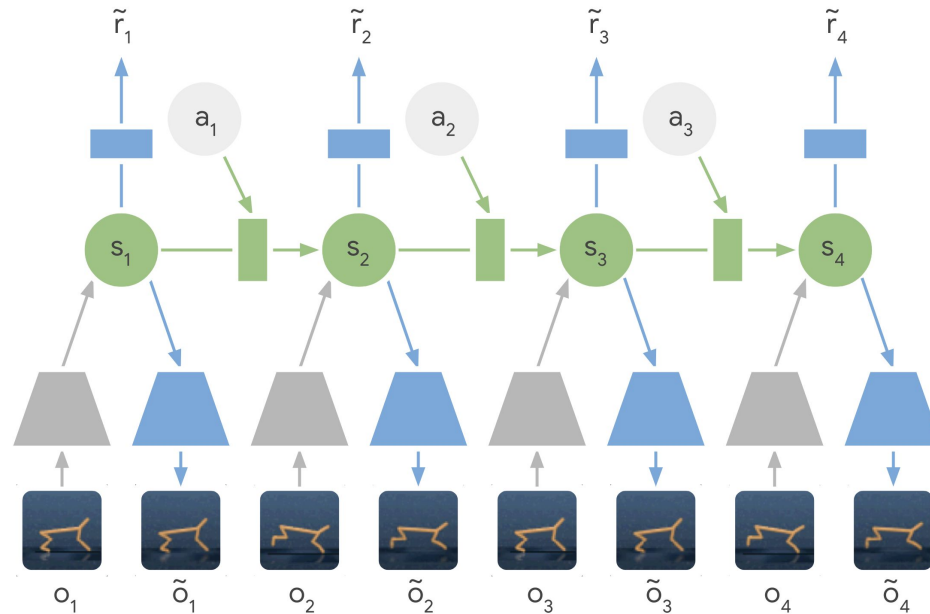 r̃₁ r̃₂ r̃₃ r̃₄
a₁ a₂ a₃
s₁ s₂ s₃ s₄
o₁ õ₁ o₂ õ₂ o₃ õ₃ o₄ õ₄